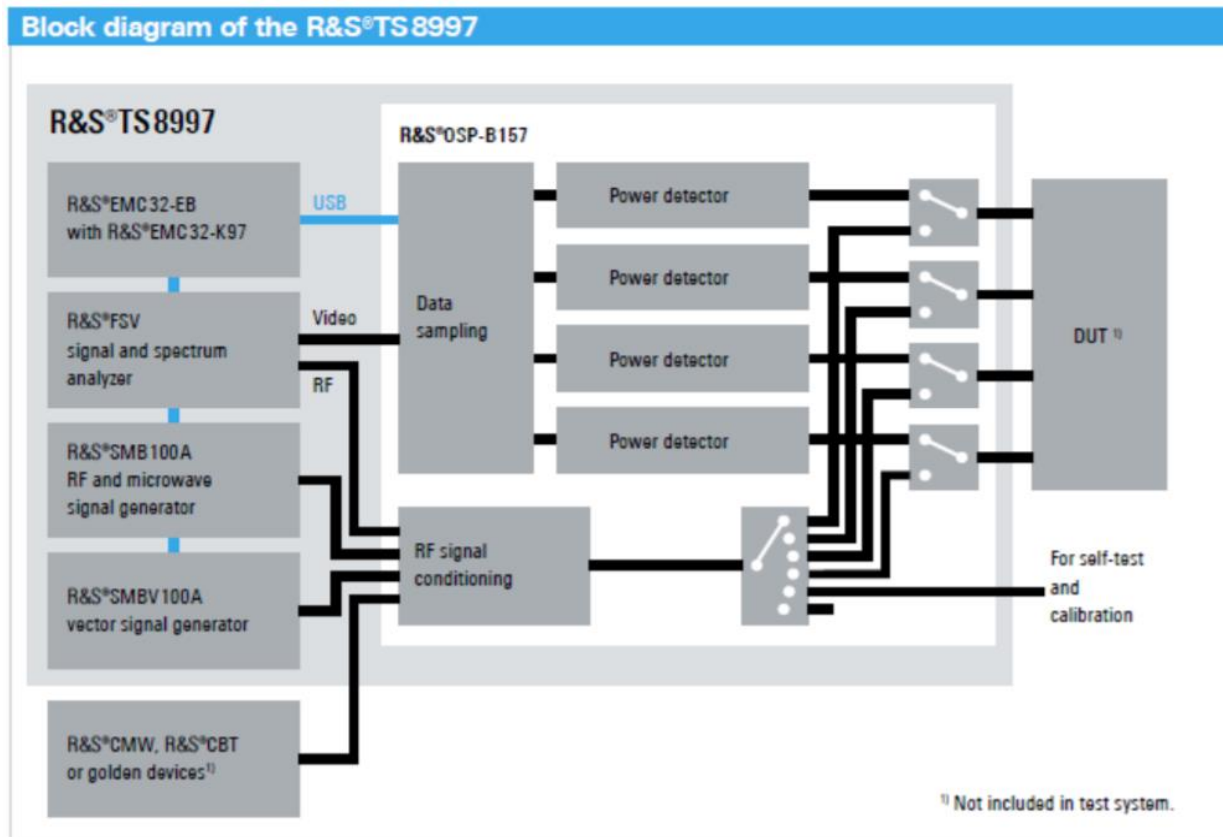 Block diagram of the R&S®TS8997
R&S®TS8997
R&S®OSP-B157
R&S®EMC32-EB
with R&S®EMC32-K97
USB
Power detector
Power detector
Data
sampling
R&S®FSV
signal and spectrum
analyzer
Video
RF
Power detector
DUT ¹⁾
Power detector
R&S®SMB100A
RF and microwave
signal generator
RF signal
conditioning
For self-test
and
calibration
R&S®SMBV100A
vector signal generator
R&S®CMW, R&S®CBT
or golden devices¹⁾
¹⁾ Not included in test system.